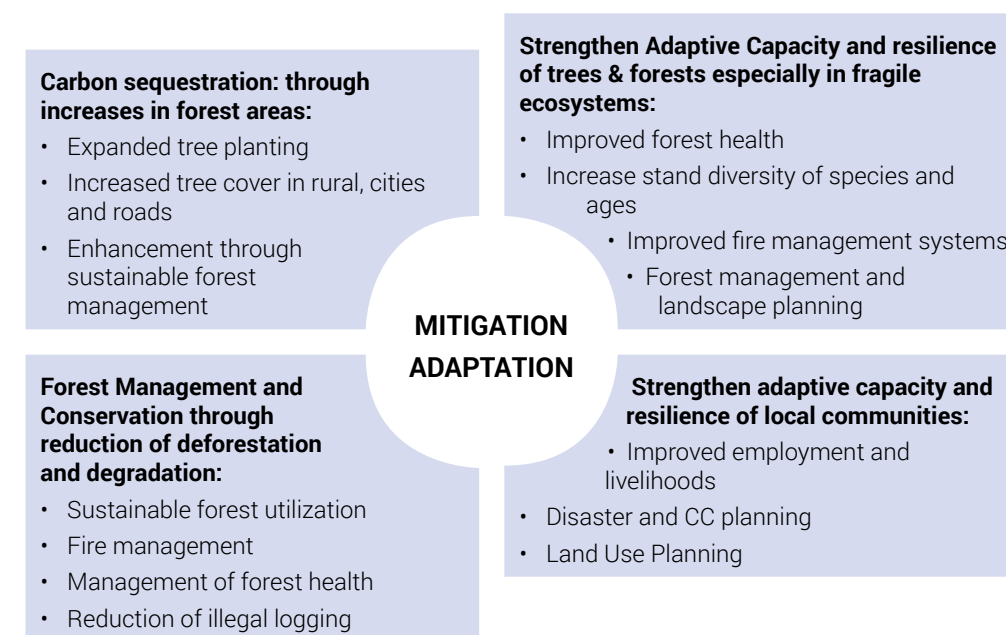 Carbon sequestration: through
increases in forest areas:
• Expanded tree planting
• Increased tree cover in rural, cities
and roads
• Enhancement through
sustainable forest
management
Strengthen Adaptive Capacity and resilience
of trees & forests especially in fragile
ecosystems:
• Improved forest health
• Increase stand diversity of species and
ages
• Improved fire management systems
• Forest management and
landscape planning
MITIGATION
ADAPTATION
Forest Management and
Conservation through
reduction of deforestation
and degradation:
• Sustainable forest utilization
• Fire management
• Management of forest health
• Reduction of illegal logging
Strengthen adaptive capacity and
resilience of local communities:
• Improved employment and
livelihoods
• Disaster and CC planning
• Land Use Planning